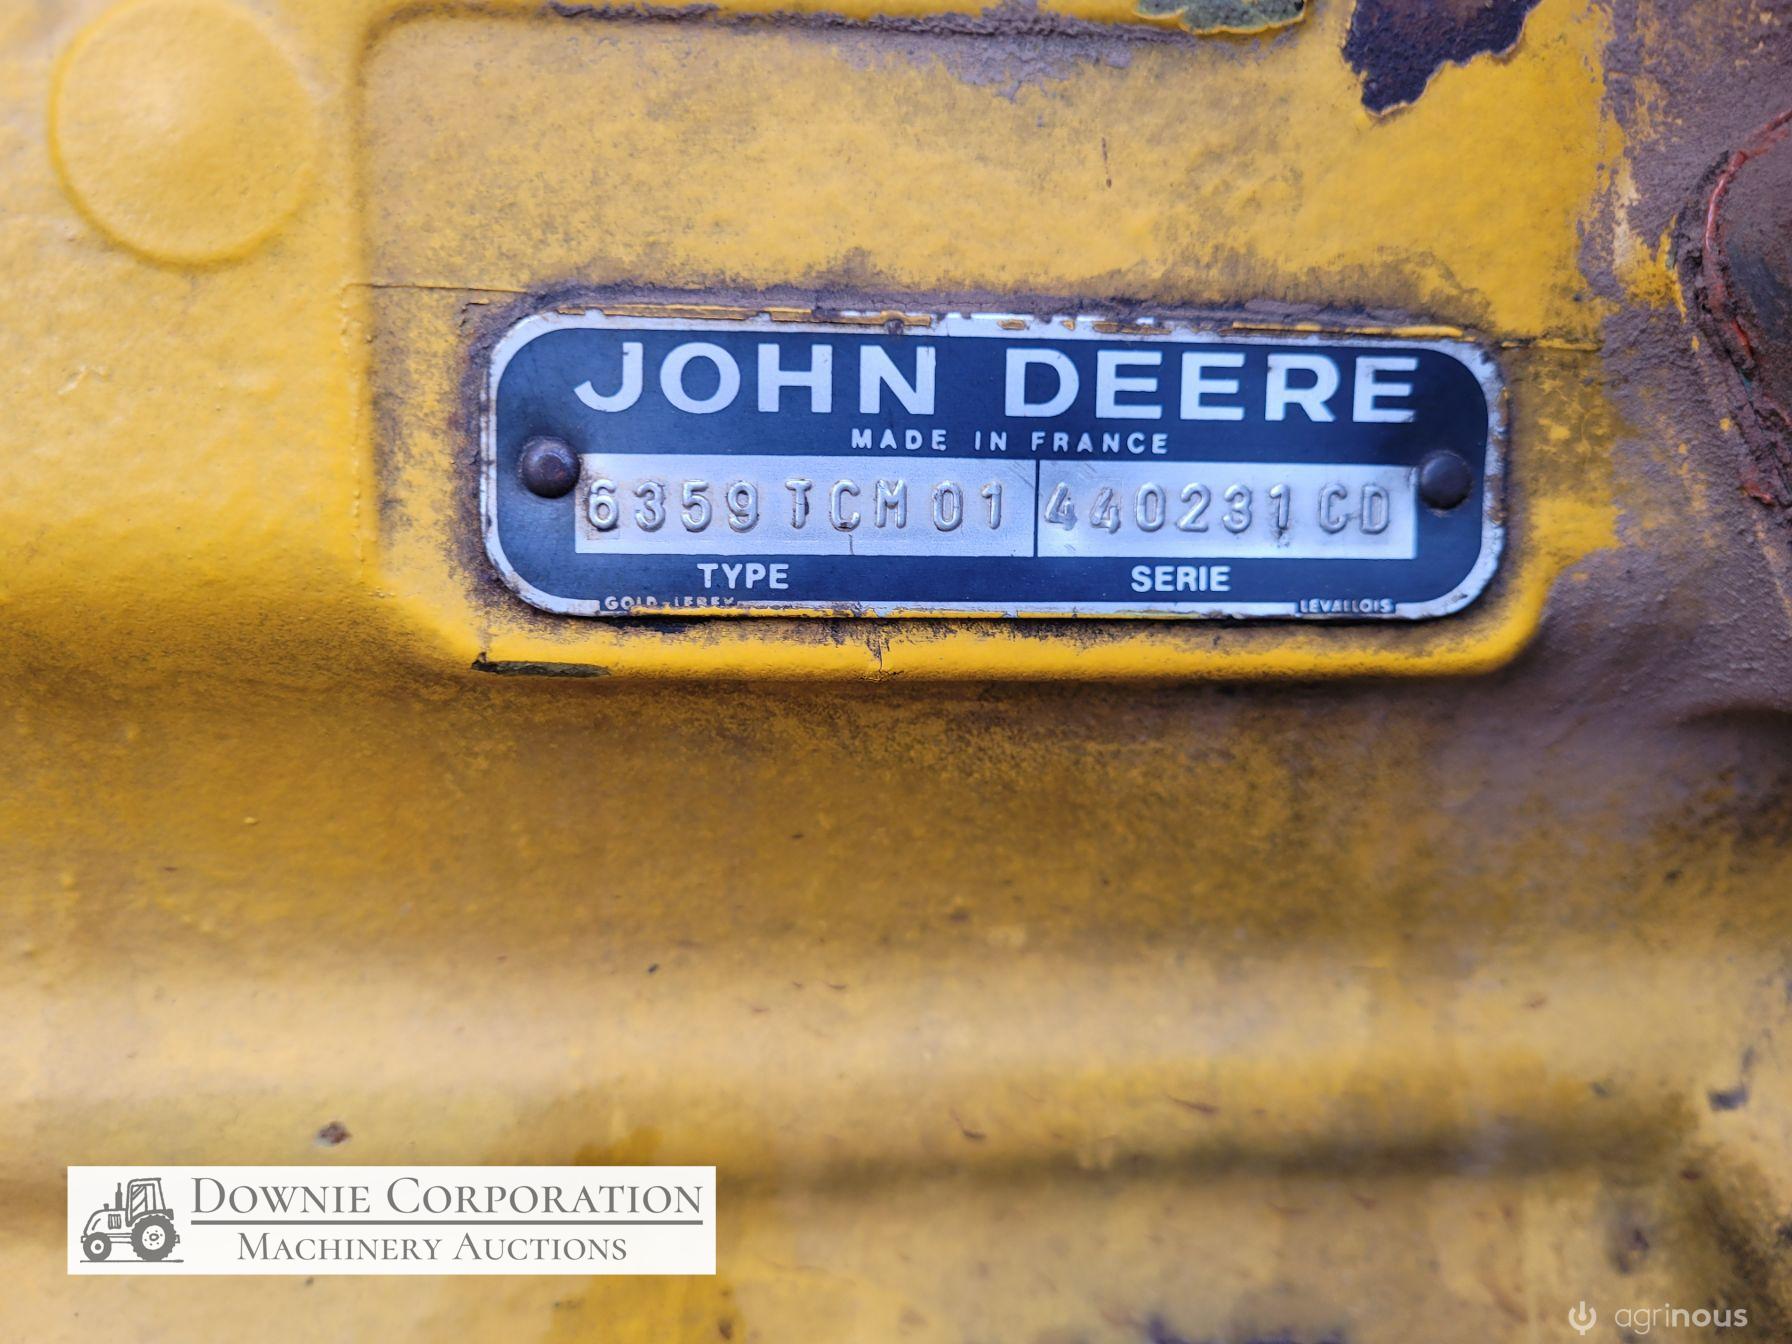 JOHN DEERE
MADE IN FRANCE
6359TCM01 440231CD
TYPE SERIE
LEVALLOIS
DOWNIE CORPORATION
MACHINERY AUCTIONS
agrinous